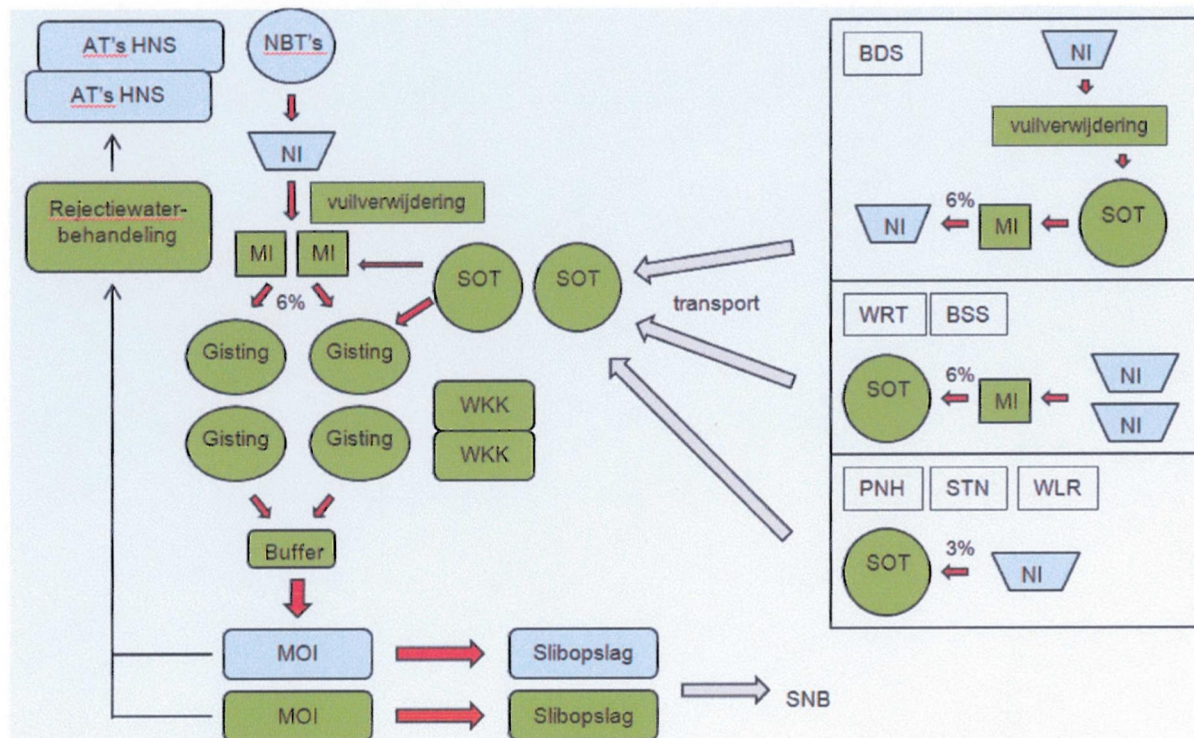 AT's HNS
AT's HNS
NBT's
NI
Rejectiewater-
behandeling
vuilverwijdering
MI
MI
6%
SOT
SOT
transport
Gisting
Gisting
Gisting
Gisting
WKK
WKK
Buffer
MOI
Slibopslag
MOI
Slibopslag
SNB
BDS
NI
vuilverwijdering
SOT
6%
MI
NI
WRT
BSS
SOT
6%
MI
NI
NI
PNH
STN
WLR
SOT
3%
NI